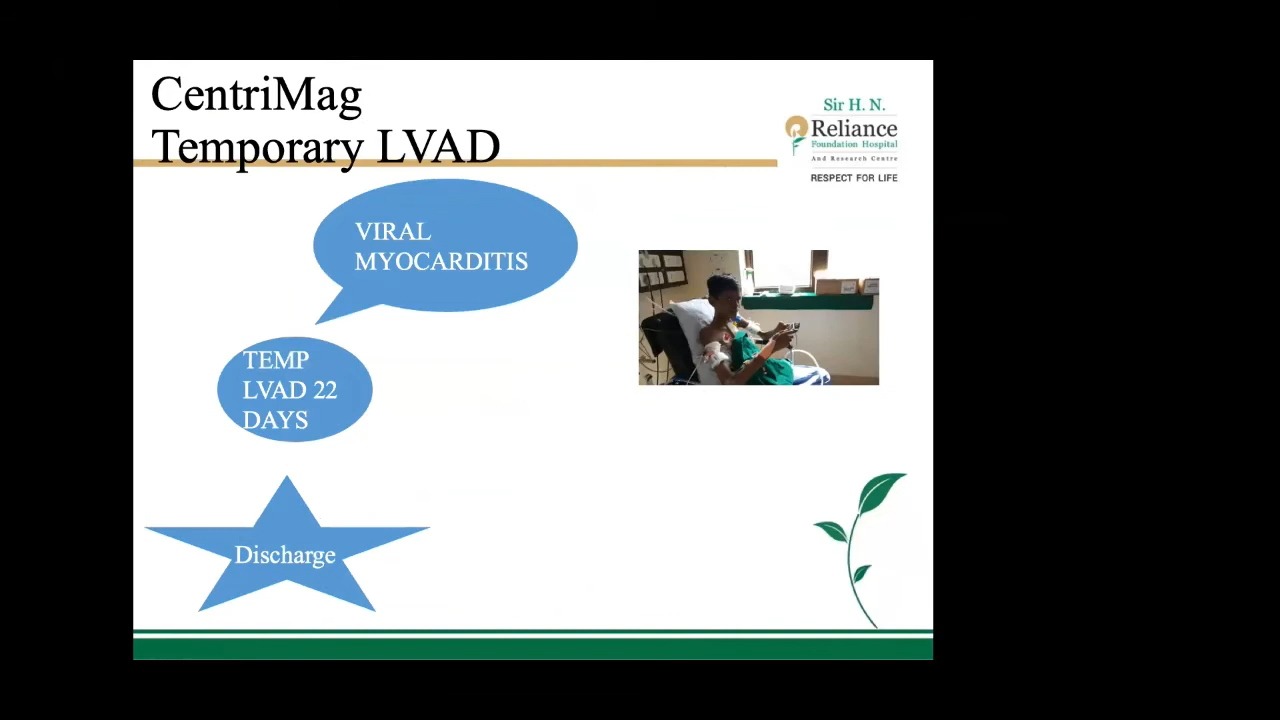 CentriMag
Temporary LVAD
Sir H. N.
Reliance
Foundation Hospital
And Research Centre
RESPECT FOR LIFE
VIRAL
MYOCARDITIS
TEMP
LVAD 22
DAYS
Discharge